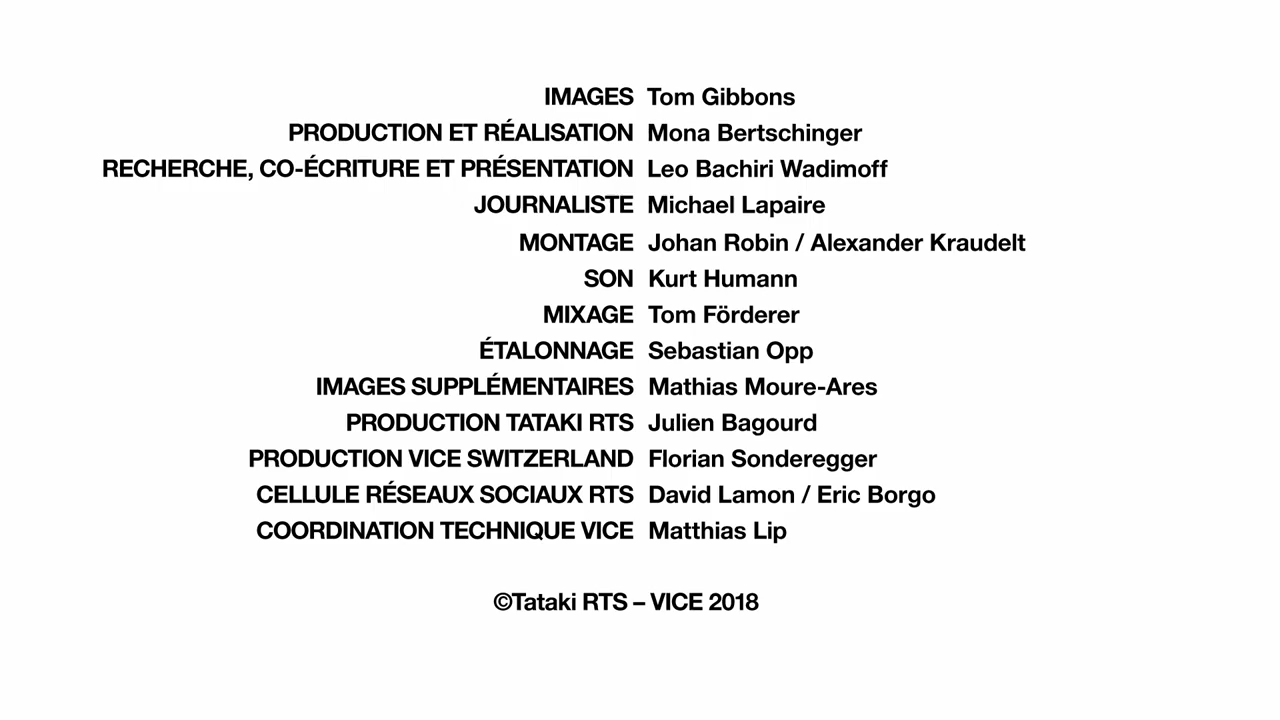 IMAGES Tom Gibbons
PRODUCTION ET RÉALISATION Mona Bertschinger
RECHERCHE, CO-ÉCRITURE ET PRÉSENTATION Leo Bachiri Wadimoff
JOURNALISTE Michael Lapaire
MONTAGE Johan Robin / Alexander Kraudelt
SON Kurt Humann
MIXAGE Tom Förderer
ÉTALONNAGE Sebastian Opp
IMAGES SUPPLÉMENTAIRES Mathias Moure-Ares
PRODUCTION TATAKI RTS Julien Bagourd
PRODUCTION VICE SWITZERLAND Florian Sonderegger
CELLULE RÉSEAUX SOCIAUX RTS David Lamon / Eric Borgo
COORDINATION TECHNIQUE VICE Matthias Lip
©Tataki RTS – VICE 2018